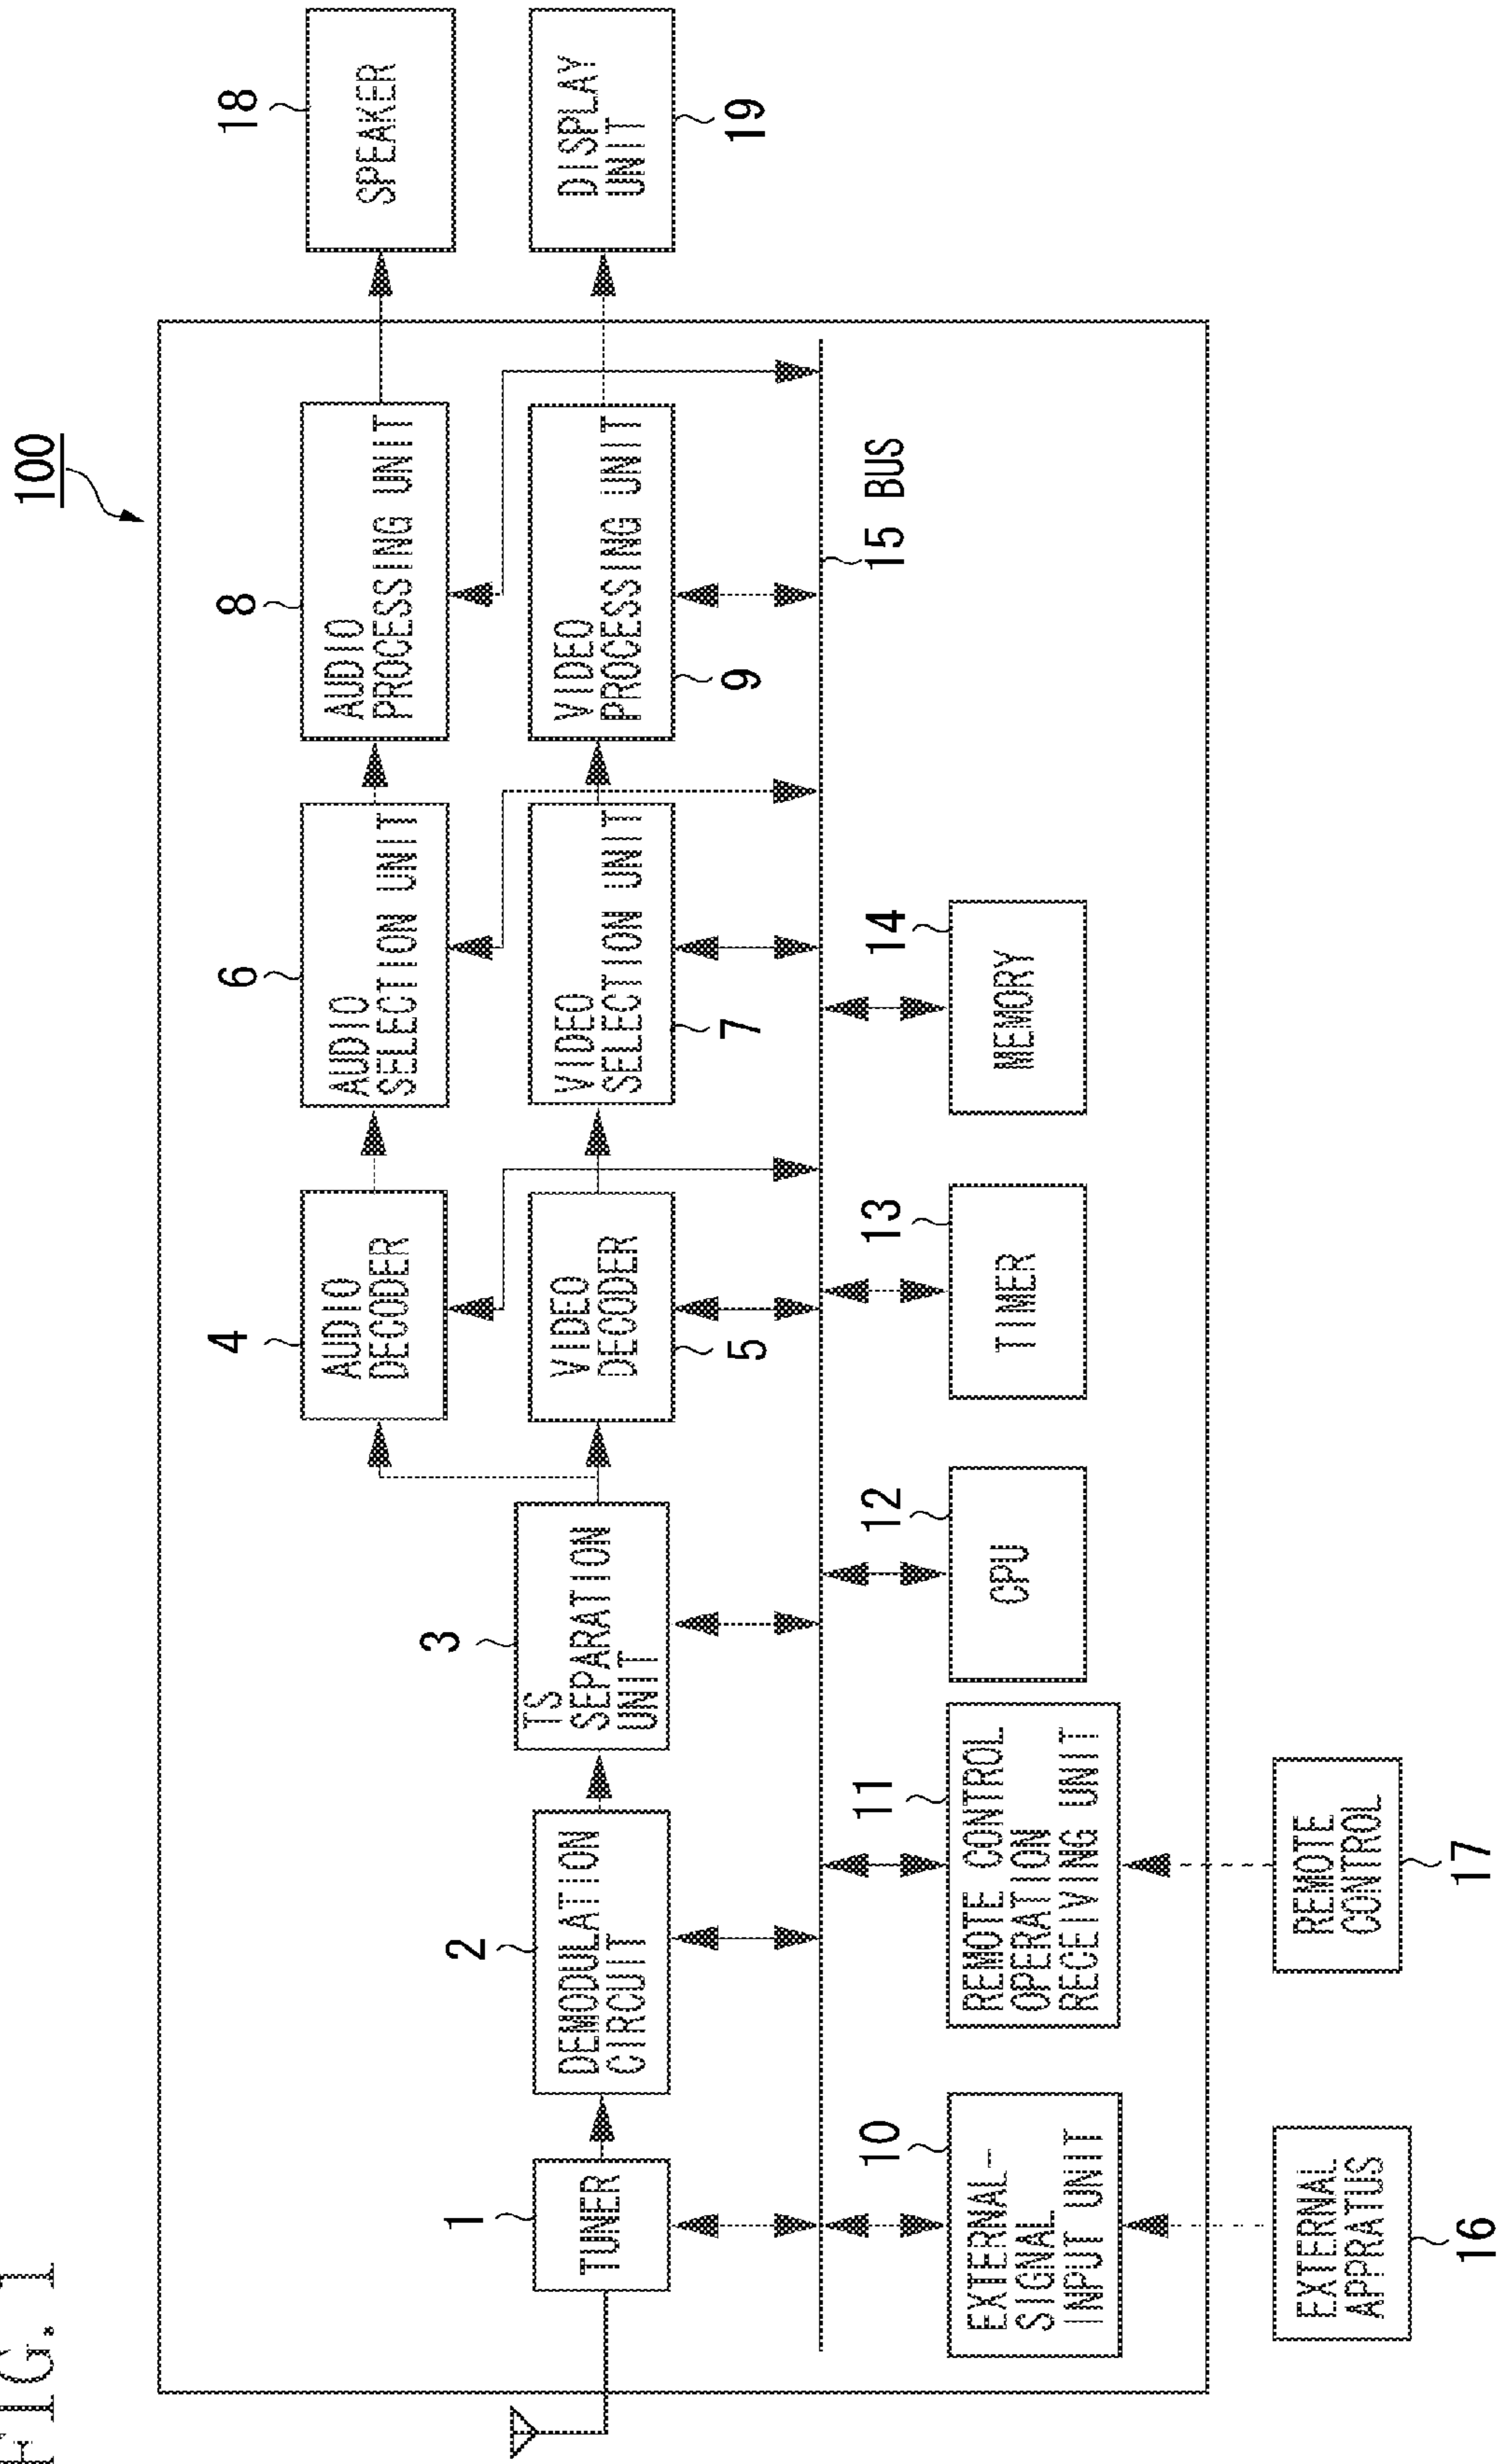 FIG. 1
100
18
SPEAKER
DISPLAY
UNIT
19
8
AUDIO
PROCESSING UNIT
VIDEO
PROCESSING UNIT
9
6
AUDIO
SELECTION UNIT
VIDEO
SELECTION UNIT
7
4
AUDIO
DECODER
VIDEO
DECODER
5
3
TS
SEPARATION
UNIT
2
DEMODULATION
CIRCUIT
1
TUNER
15 BUS
10
EXTERNAL-
SIGNAL
INPUT UNIT
11
REMOTE CONTROL
OPERATION
RECEIVING UNIT
12
CPU
13
TIMER
14
MEMORY
EXTERNAL
APPRATUS
16
REMOTE
CONTROL
17